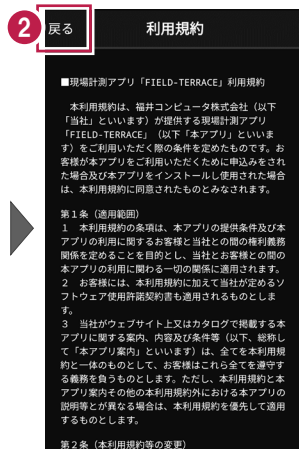 2
戻る
利用規約
■現場計測アプリ「FIELD-TERRACE」利用規約
本利用規約は、福井コンピュータ株式会社（以下
「当社」といいます）が提供する現場計測アプリ
「FIELD-TERRACE」（以下「本アプリ」といいま
す）をご利用いただく際の条件を定めたものです。お
客様が本アプリをご利用いただくために申込みをされ
た場合及び本アプリをインストールし使用された場合
は、本利用規約に同意されたものとみなされます。
第１条（適用範囲）
１　本利用規約の条項は、本アプリの提供条件及び本
アプリの利用に関するお客様と当社との間の権利義務
関係を定めることを目的とし、当社とお客様との間の
本アプリの利用に関わる一切の関係に適用されます。
２　お客様には、本利用規約に加えて当社が定めるソ
フトウェア使用許諾契約書も適用されるものとしま
す。
３　当社がウェブサイト上又はカタログで掲載する本
アプリに関する案内、内容及び条件等（以下、総称し
て「本アプリ案内」といいます）は、全てを本利用規
約と一体のものとして、お客様はこれら全てを遵守す
る義務を負うものとします。ただし、本利用規約と本
アプリ案内その他の本利用規約外における本アプリの
説明等とが異なる場合は、本利用規約を優先して適用
するものとします。
第２条（本利用規約等の変更）